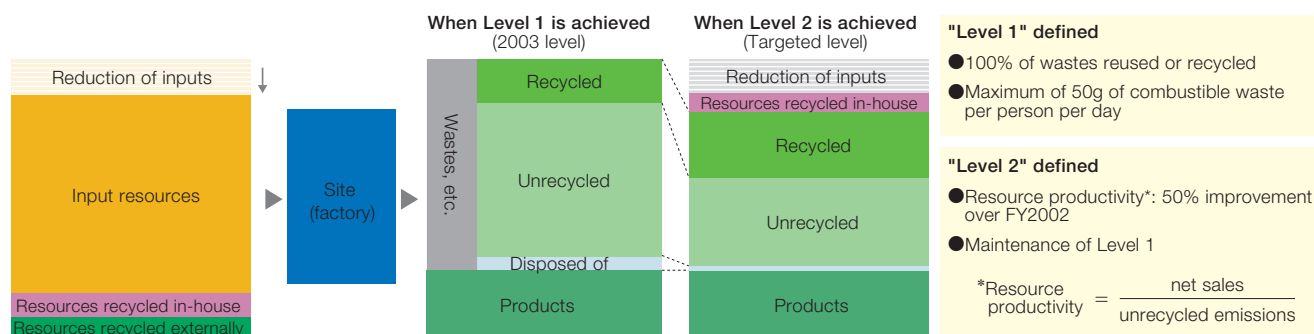 Reduction of inputs
Input resources
Resources recycled in-house
Resources recycled externally
Site
(factory)
When Level 1 is achieved
(2003 level)
Wastes, etc.
Recycled
Unrecycled
Disposed of
Products
When Level 2 is achieved
(Targeted level)
Reduction of inputs
Resources recycled in-house
Recycled
Unrecycled
Products
"Level 1" defined
●100% of wastes reused or recycled
●Maximum of 50g of combustible waste
per person per day
"Level 2" defined
●Resource productivity*: 50% improvement
over FY2002
●Maintenance of Level 1
*Resource
productivity = net sales
unrecycled emissions